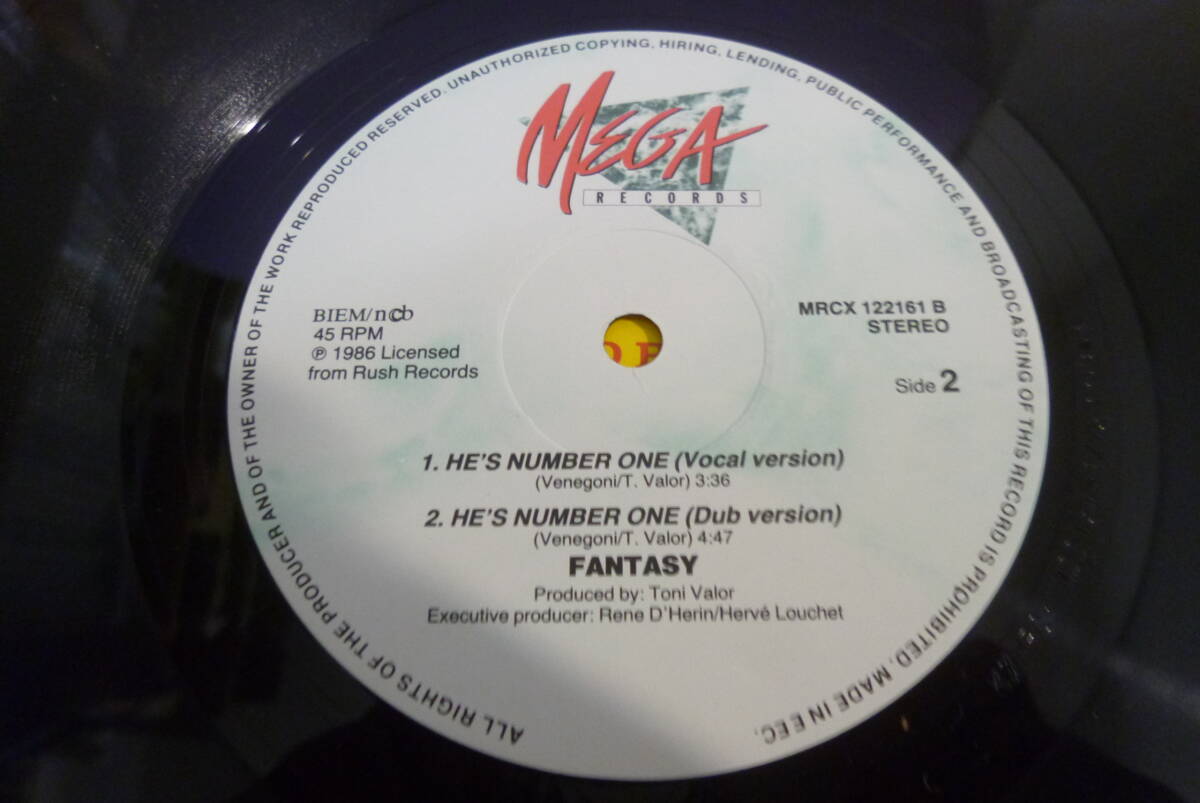 ALL RIGHTS OF THE PRODUCER AND OF THE OWNER OF THE WORK REPRODUCED RESERVED. UNAUTHORIZED COPYING, HIRING, LENDING, PUBLIC PERFORMANCE AND BROADCASTING OF THIS RECORD IS PROHIBITED. MADE IN EEC.
MEGA
RECORDS
BIEM/ncb
45 RPM
℗ 1986 Licensed
from Rush Records
MRCX 122161 B
STEREO
Side 2
1. HE'S NUMBER ONE (Vocal version)
(Venegoni/T. Valor) 3:36
2. HE'S NUMBER ONE (Dub version)
(Venegoni/T. Valor) 4:47
FANTASY
Produced by: Toni Valor
Executive producer: Rene D'Herin/Hervé Louchet